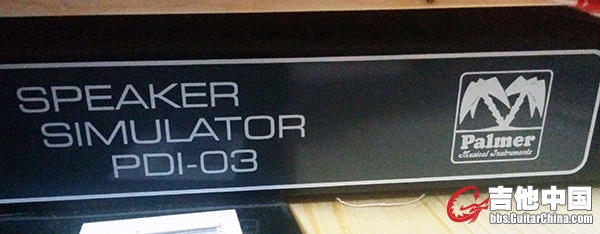 SPEAKER
SIMULATOR
PDI-03
Palmer
Musical Instruments
吉他中国
bbs.GuitarChina.com